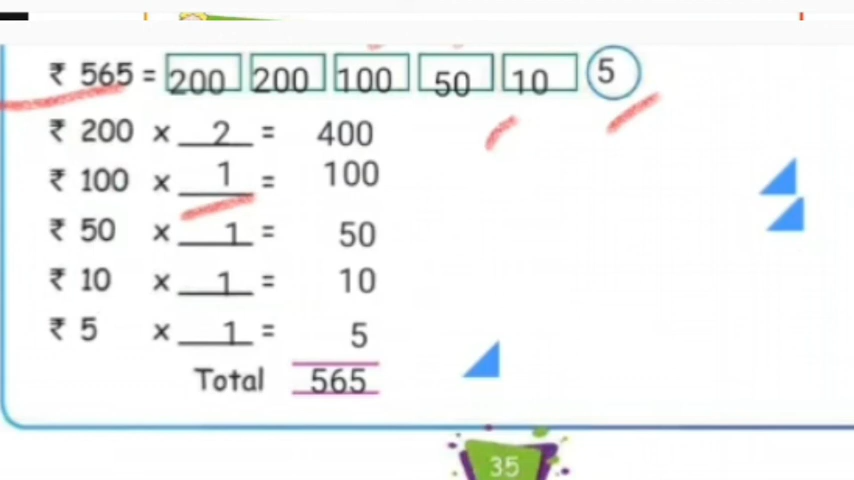 ₹ 565 = 200 200 100 50 10 5
₹ 200 × 2 = 400
₹ 100 × 1 = 100
₹ 50 × 1 = 50
₹ 10 × 1 = 10
₹ 5 × 1 = 5
Total 565
35